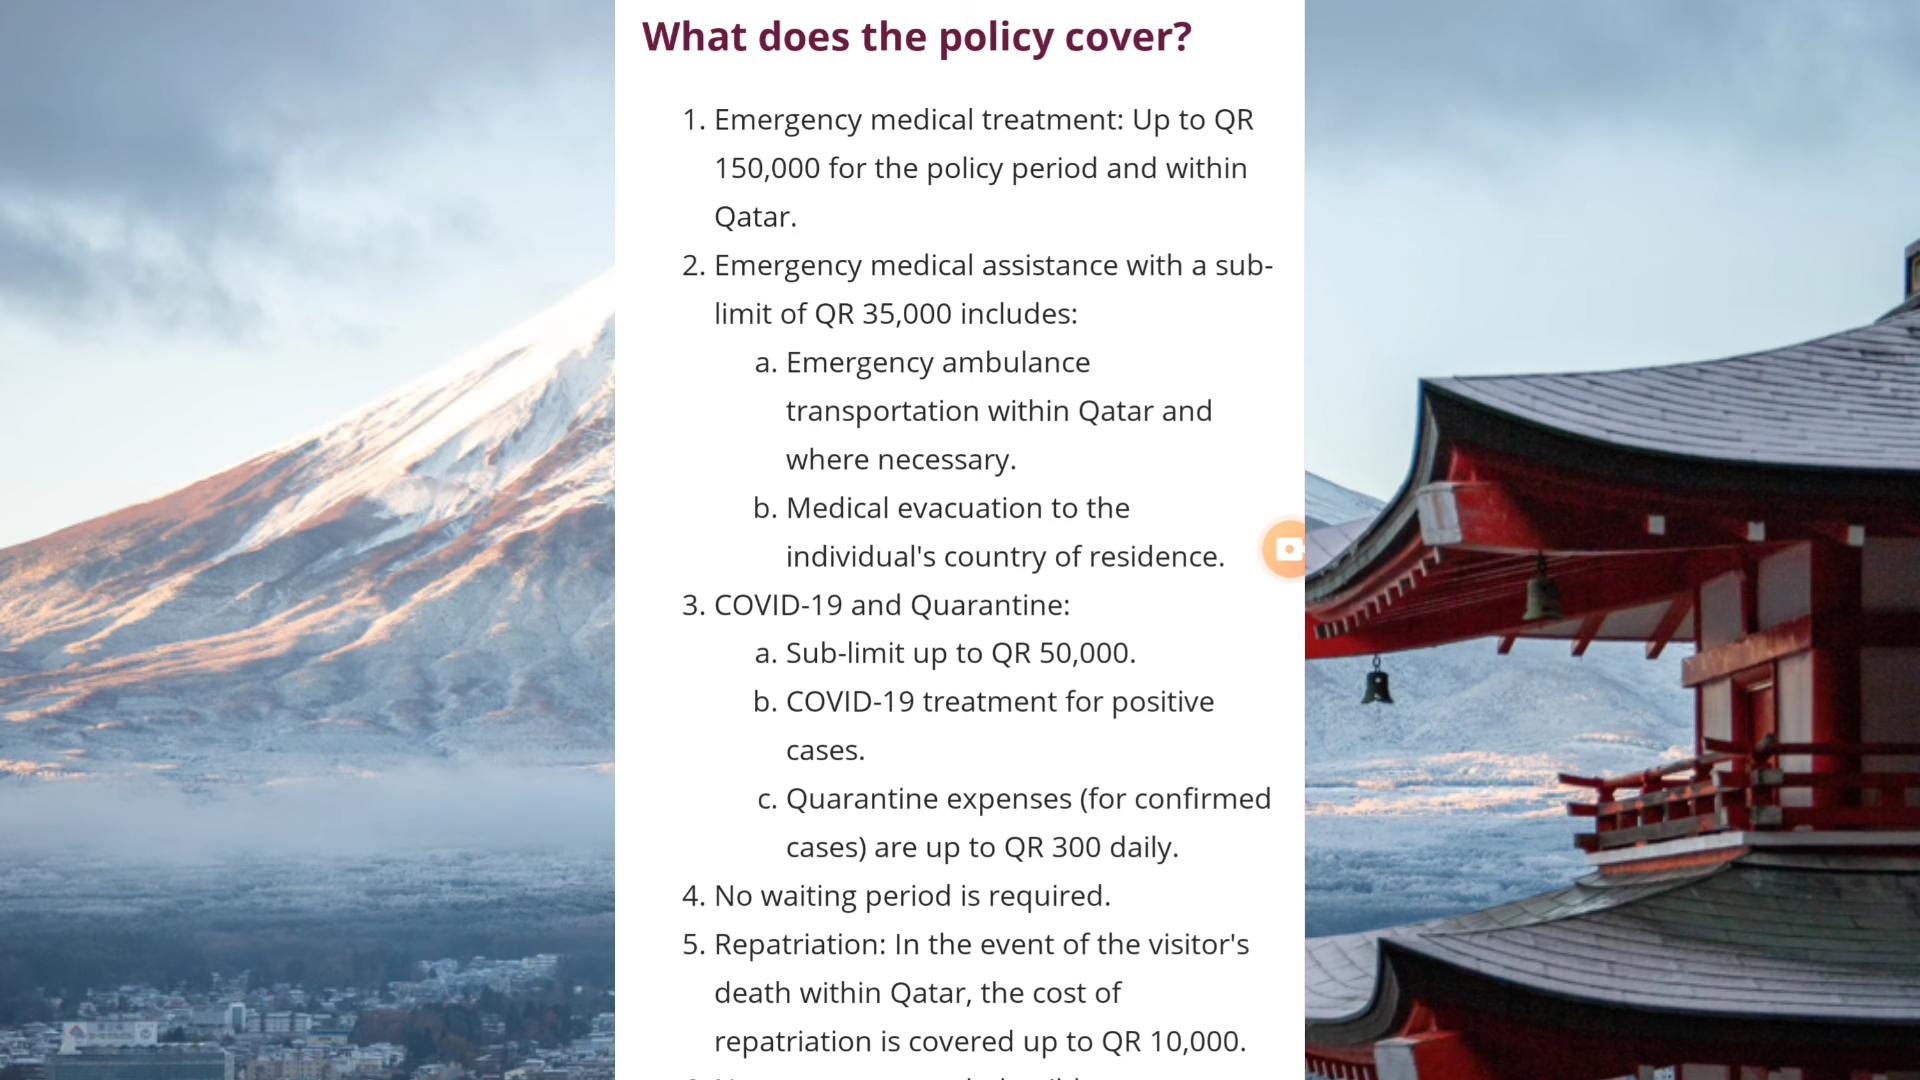 What does the policy cover?
1. Emergency medical treatment: Up to QR
150,000 for the policy period and within
Qatar.
2. Emergency medical assistance with a sub-
limit of QR 35,000 includes:
a. Emergency ambulance
transportation within Qatar and
where necessary.
b. Medical evacuation to the
individual's country of residence.
3. COVID-19 and Quarantine:
a. Sub-limit up to QR 50,000.
b. COVID-19 treatment for positive
cases.
c. Quarantine expenses (for confirmed
cases) are up to QR 300 daily.
4. No waiting period is required.
5. Repatriation: In the event of the visitor's
death within Qatar, the cost of
repatriation is covered up to QR 10,000.